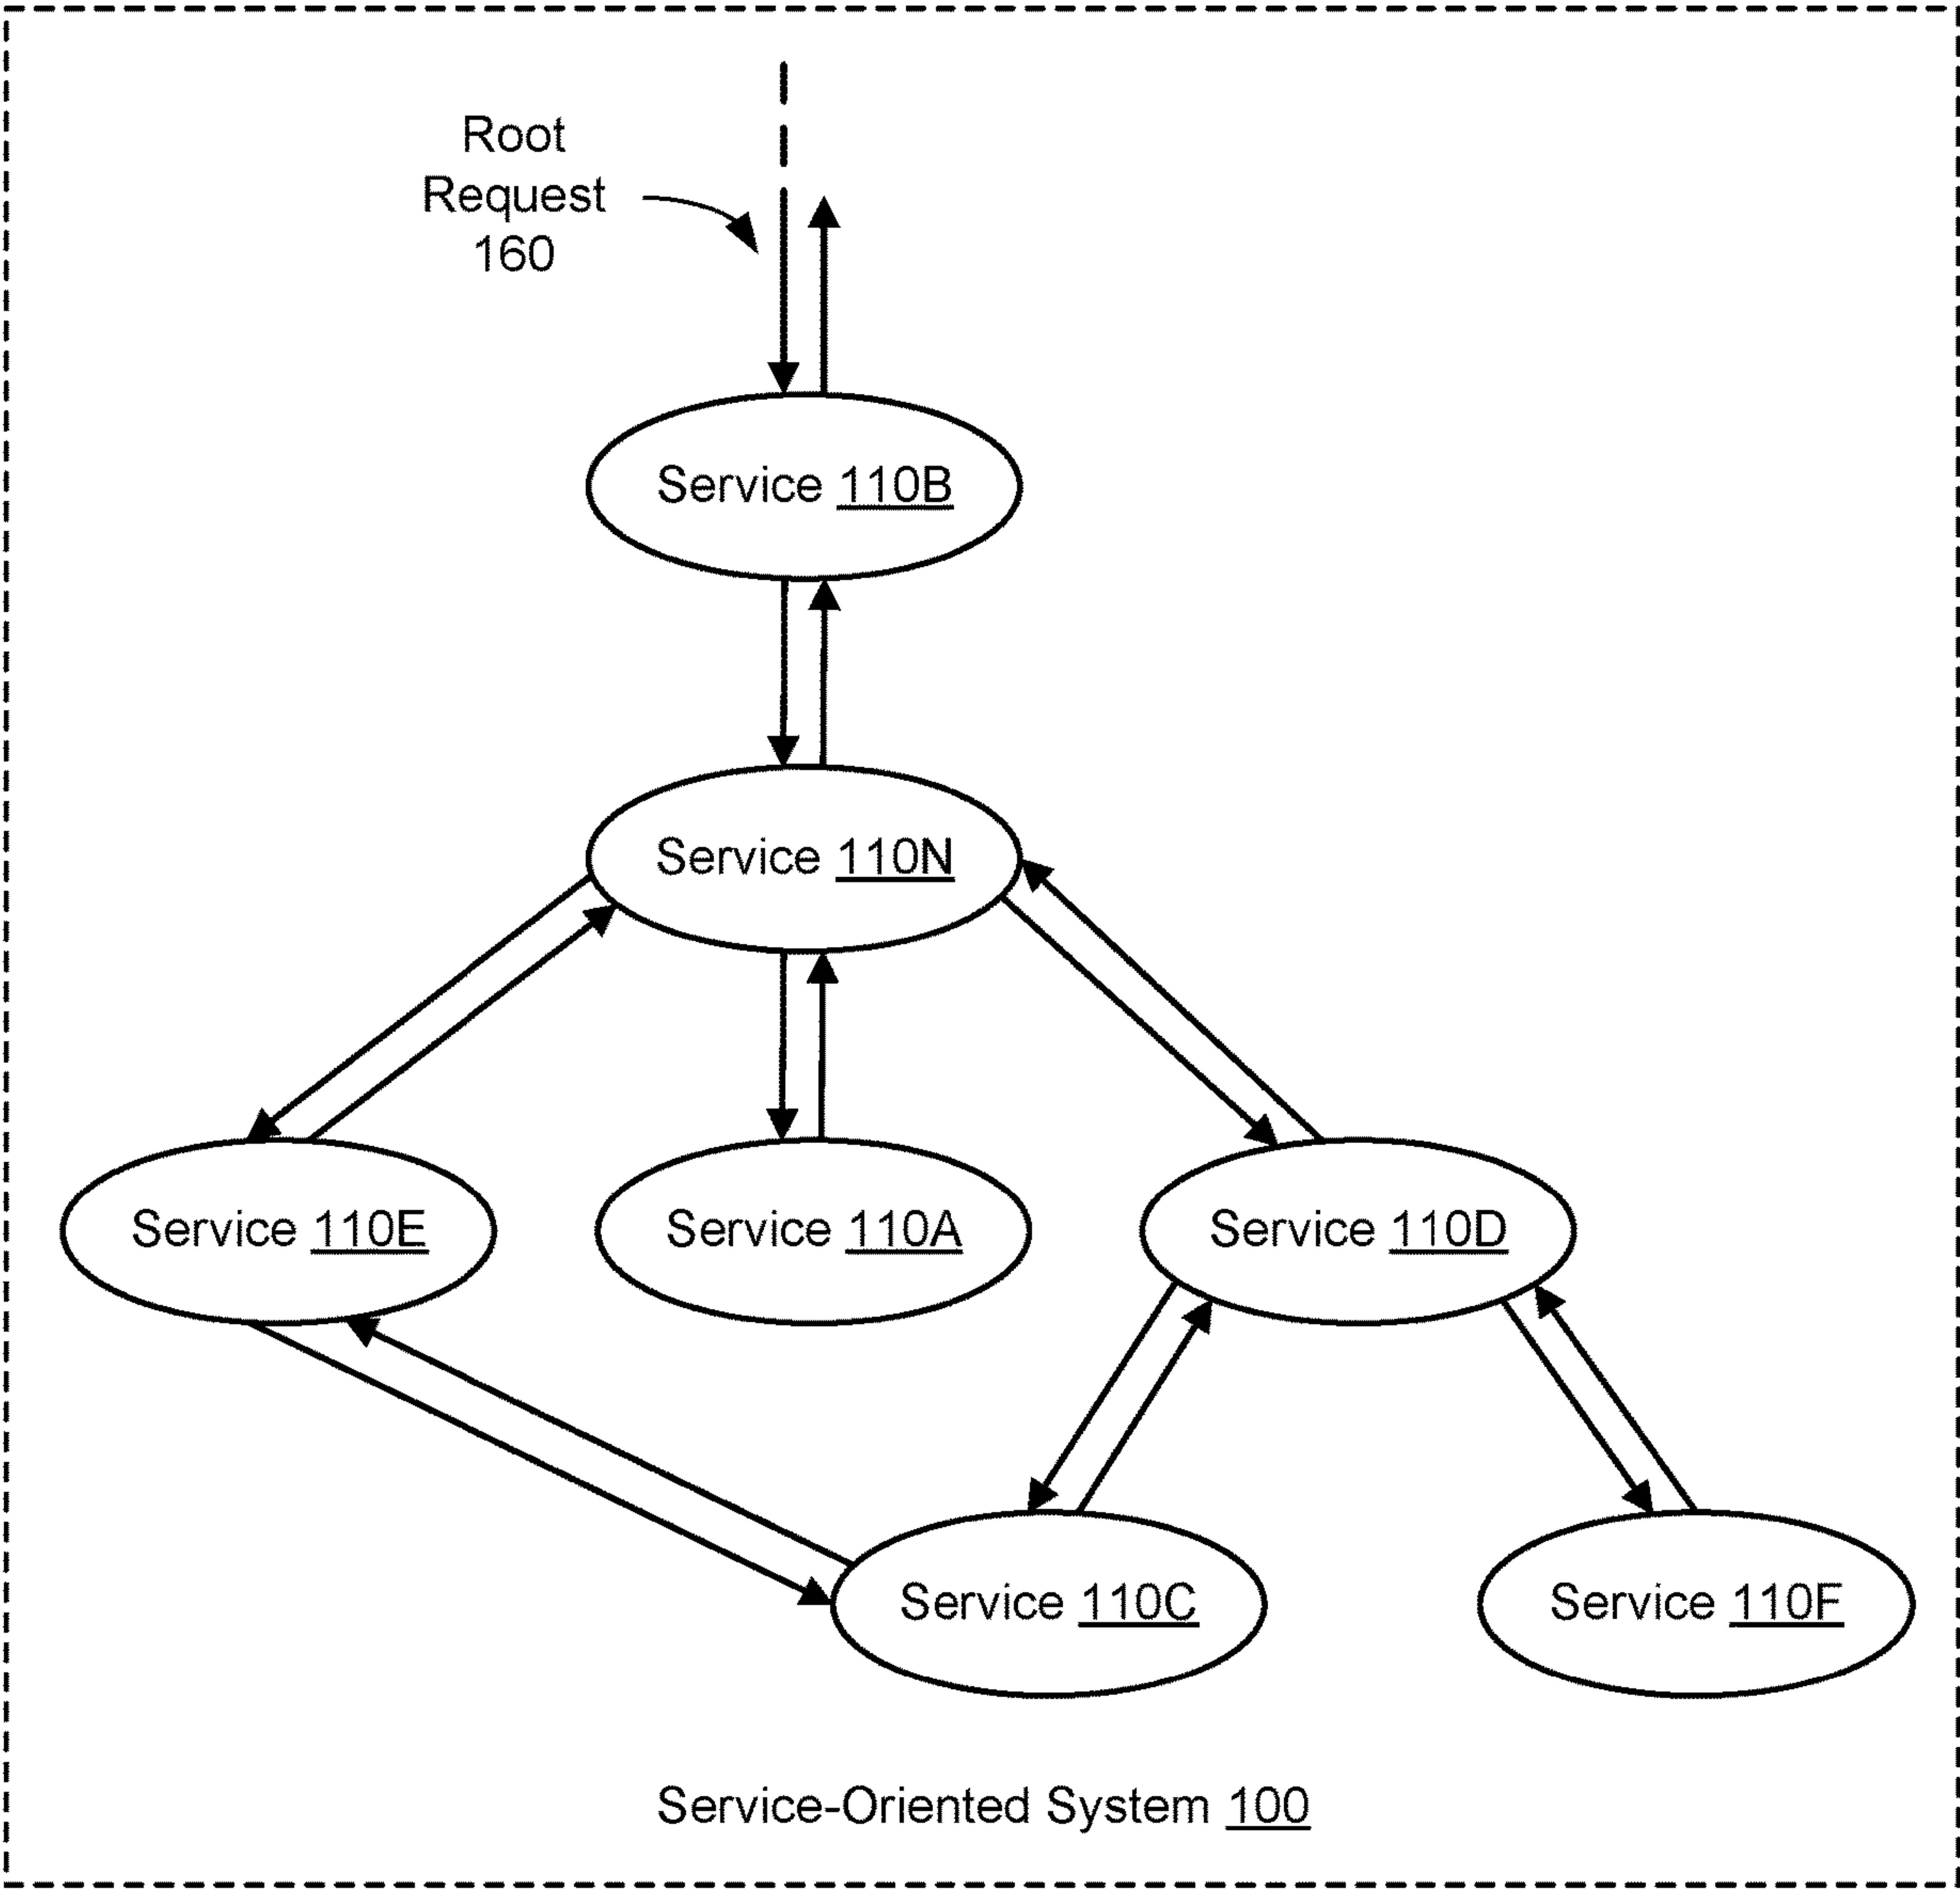 Root
Request
160
Service 110B
Service 110N
Service 110E
Service 110A
Service 110D
Service 110C
Service 110F
Service-Oriented System 100